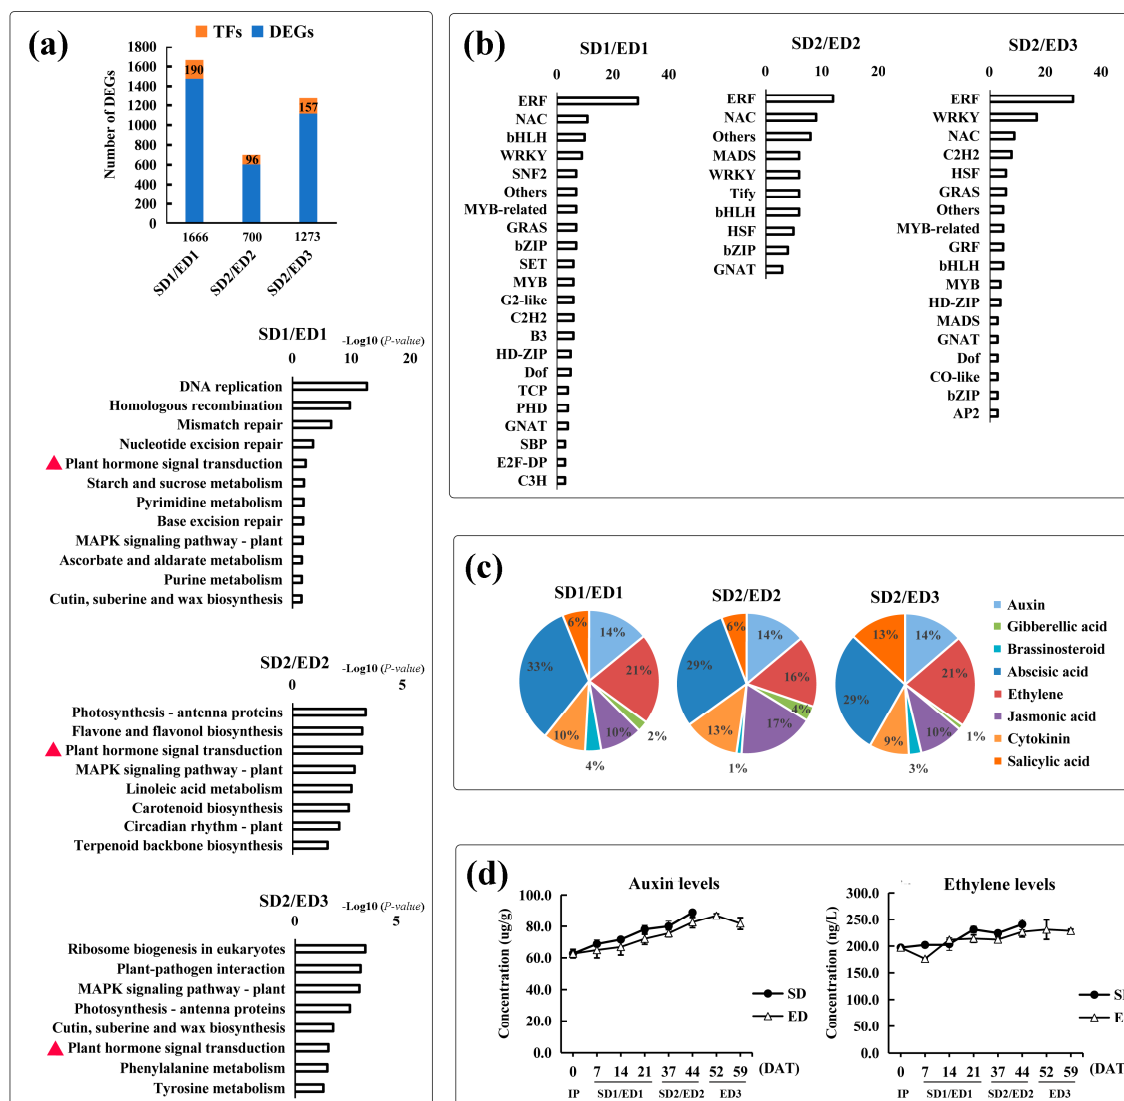 (a)
TFs DEGs
Number of DEGs
1800
1600
1400
1200
1000
800
600
400
200
0
190
96
157
1666 700 1273
SD1/ED1
SD2/ED2
SD2/ED3
SD1/ED1
-Log10 (P-value)
0 10 20
DNA replication
Homologous recombination
Mismatch repair
Nucleotide excision repair
Plant hormone signal transduction
Starch and sucrose metabolism
Pyrimidine metabolism
Base excision repair
MAPK signaling pathway - plant
Ascorbate and aldarate metabolism
Purine metabolism
Cutin, suberine and wax biosynthesis
SD2/ED2
-Log10 (P-value)
0 5
Photosynthesis - antenna proteins
Flavone and flavonol biosynthesis
Plant hormone signal transduction
MAPK signaling pathway - plant
Linoleic acid metabolism
Carotenoid biosynthesis
Circadian rhythm - plant
Terpenoid backbone biosynthesis
SD2/ED3
-Log10 (P-value)
0 5
Ribosome biogenesis in eukaryotes
Plant-pathogen interaction
MAPK signaling pathway - plant
Photosynthesis - antenna proteins
Cutin, suberine and wax biosynthesis
Plant hormone signal transduction
Phenylalanine metabolism
Tyrosine metabolism
(b)
SD1/ED1
0 20 40
ERF
NAC
bHLH
WRKY
SNF2
Others
MYB-related
GRAS
bZIP
SET
MYB
G2-like
C2H2
B3
HD-ZIP
Dof
TCP
PHD
GNAT
SBP
E2F-DP
C3H
SD2/ED2
0 10 20
ERF
NAC
Others
MADS
WRKY
Tify
bHLH
HSF
bZIP
GNAT
SD2/ED3
0 20 40
ERF
WRKY
NAC
C2H2
HSF
GRAS
Others
MYB-related
GRF
bHLH
MYB
HD-ZIP
MADS
GNAT
Dof
CO-like
bZIP
AP2
(c)
SD1/ED1
6%
14%
33%
21%
10%
10%
2%
4%
SD2/ED2
6%
14%
29%
16%
4%
13%
17%
1%
SD2/ED3
13%
14%
29%
21%
9%
10%
1%
3%
Auxin
Gibberellic acid
Brassinosteroid
Abscisic acid
Ethylene
Jasmonic acid
Cytokinin
Salicylic acid
(d)
Auxin levels
Concentration (ug/g)
100.0
80.0
60.0
40.0
20.0
0.0
SD
ED
0 7 14 21 37 44 52 59 (DAT)
IP SD1/ED1 SD2/ED2 ED3
Ethylene levels
Concentration (ng/L)
300.0
250.0
200.0
150.0
100.0
50.0
0.0
0 7 14 21 37 44 52 59 (DAT
IP SD1/ED1 SD2/ED2 ED3